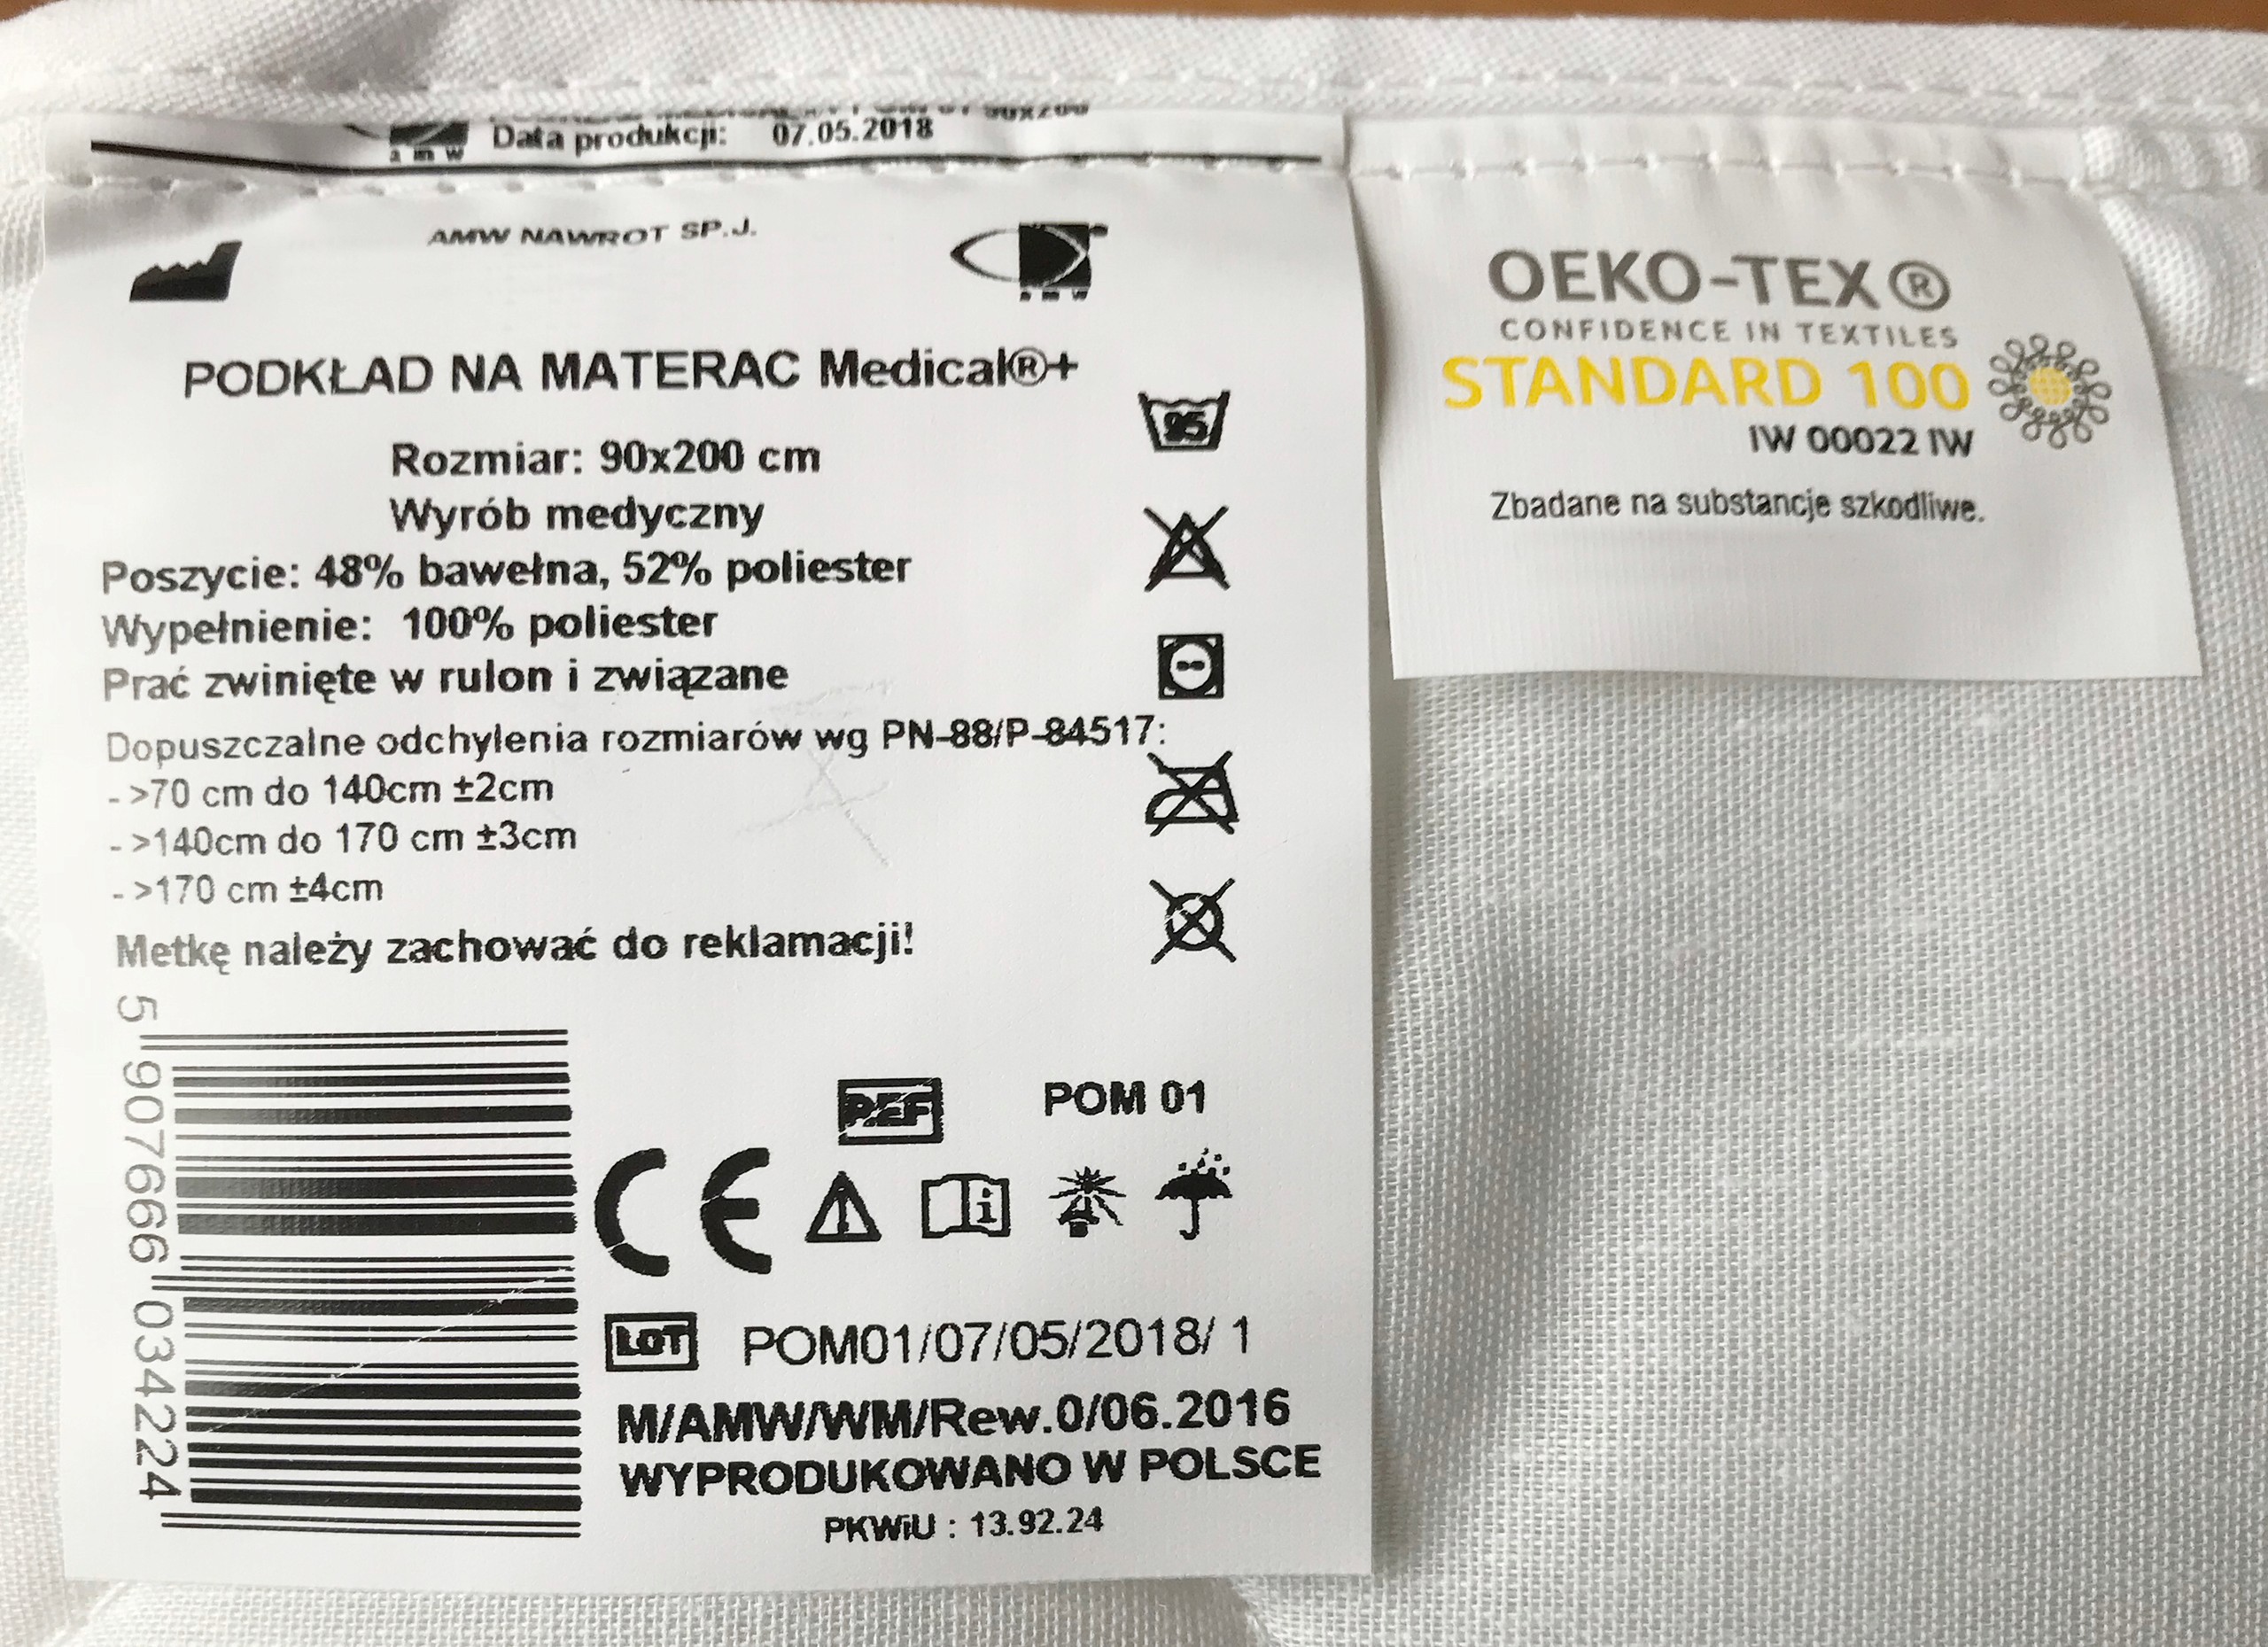 Data produkcji: 07.05.2018
a m w
AMW NAWROT SP.J.
a m w
PODKŁAD NA MATERAC Medical®+
Rozmiar: 90x200 cm
Wyrób medyczny
Poszycie: 48% bawełna, 52% poliester
Wypełnienie: 100% poliester
Prać zwinięte w rulon i związane
Dopuszczalne odchylenia rozmiarów wg PN-88/P-84517:
- >70 cm do 140cm ±2cm
- >140cm do 170 cm ±3cm
- >170 cm ±4cm
Metkę należy zachować do reklamacji!
95
5 907666 034224
REF POM 01
CE
i
LOT POM01/07/05/2018/ 1
M/AMW/WM/Rew.0/06.2016
WYPRODUKOWANO W POLSCE
PKWiU : 13.92.24
OEKO-TEX®
CONFIDENCE IN TEXTILES
STANDARD 100
IW 00022 IW
Zbadane na substancje szkodliwe.